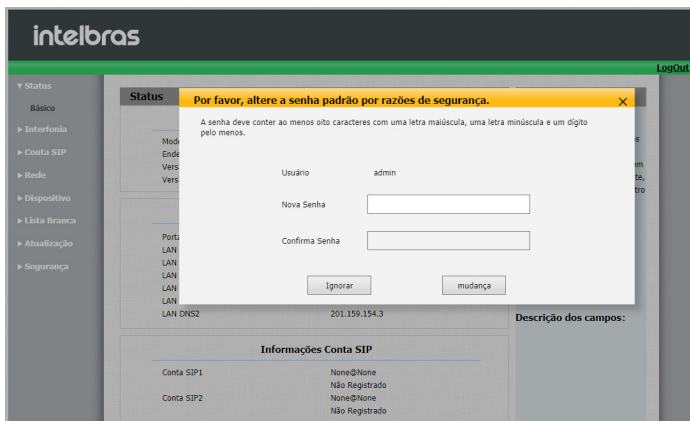 intelbras
LogOut
Status
Básico
Interfonia
Conta SIP
Rede
Dispositivo
Lista Branca
Atualização
Segurança
Status
Por favor, altere a senha padrão por razões de segurança.
A senha deve conter ao menos oito caracteres com uma letra maiúscula, uma letra minúscula e um dígito
pelo menos.
Usuário admin
Nova Senha
Confirma Senha
Ignorar mudança
LAN
LAN
LAN
LAN
LAN DNS2 201.159.154.3
Informações Conta SIP
Conta SIP1 None@None
Não Registrado
Conta SIP2 None@None
Não Registrado
Descrição dos campos: